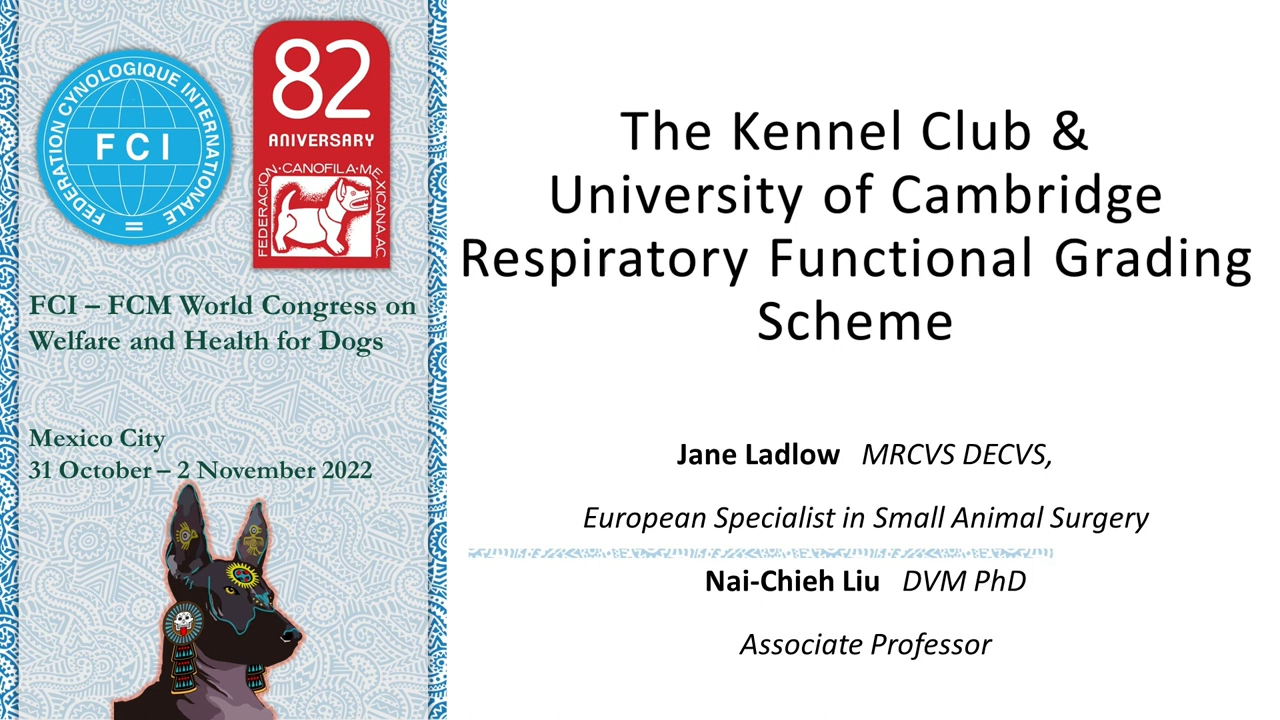 FEDERATION CYNOLOGIQUE INTERNATIONALE
FCI
82
ANIVERSARY
FEDERACION·CANOFILA·MEXICANA.A.C.
FCI – FCM World Congress on
Welfare and Health for Dogs
Mexico City
31 October – 2 November 2022
The Kennel Club &
University of Cambridge
Respiratory Functional Grading
Scheme
Jane Ladlow MRCVS DECVS,
European Specialist in Small Animal Surgery
Nai-Chieh Liu DVM PhD
Associate Professor